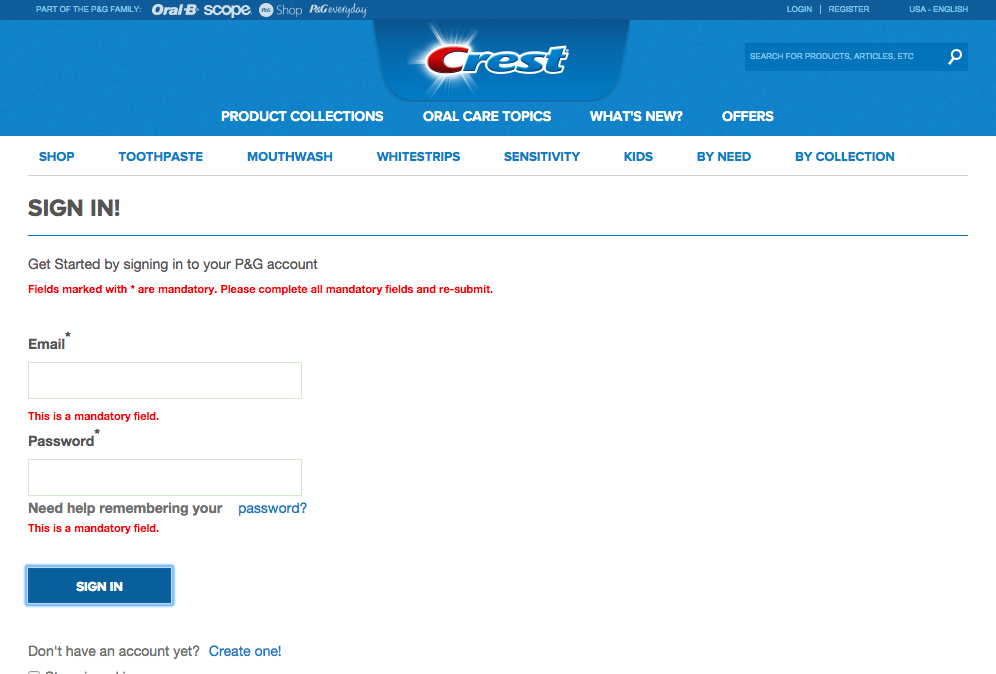 PART OF THE P&G FAMILY: Oral-B scope P&G Shop P&G everyday LOGIN | REGISTER USA - ENGLISH
Crest
SEARCH FOR PRODUCTS, ARTICLES, ETC
PRODUCT COLLECTIONS ORAL CARE TOPICS WHAT'S NEW? OFFERS
SHOP TOOTHPASTE MOUTHWASH WHITESTRIPS SENSITIVITY KIDS BY NEED BY COLLECTION
SIGN IN!
Get Started by signing in to your P&G account
Fields marked with * are mandatory. Please complete all mandatory fields and re-submit.
Email*
This is a mandatory field.
Password*
Need help remembering your password?
This is a mandatory field.
SIGN IN
Don't have an account yet? Create one!